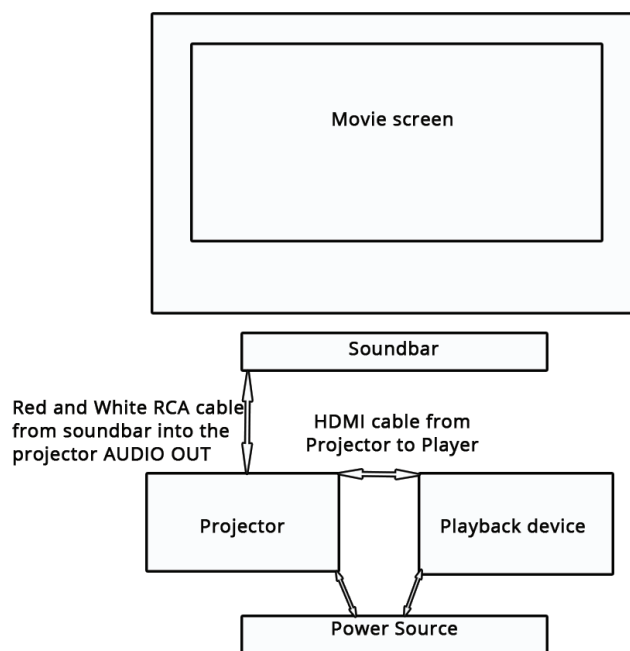 Movie screen
Soundbar
Red and White RCA cable
from soundbar into the
projector AUDIO OUT
HDMI cable from
Projector to Player
Projector
Playback device
Power Source